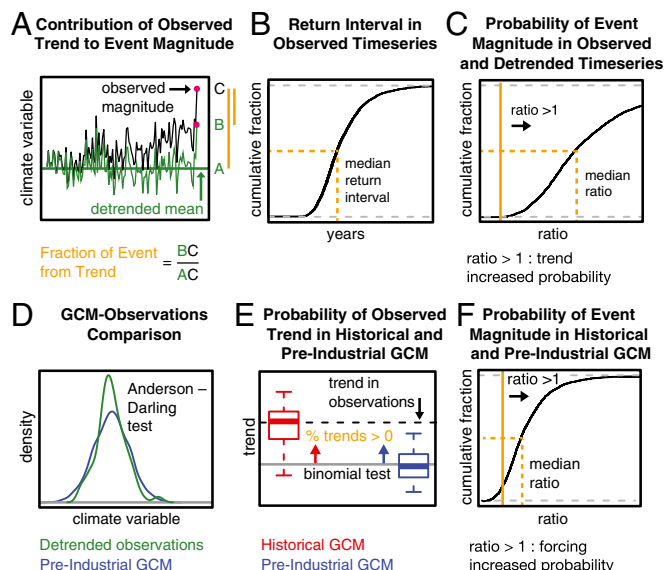 A Contribution of Observed
Trend to Event Magnitude
climate variable
observed
magnitude
C
B
A
detrended mean
Fraction of Event
from Trend
= BC
AC
B Return Interval in
Observed Timeseries
cumulative fraction
median
return
interval
years
C Probability of Event
Magnitude in Observed
and Detrended Timeseries
cumulative fraction
ratio >1
median
ratio
ratio
ratio > 1 : trend
increased probability
D GCM-Observations
Comparison
density
Anderson –
Darling
test
climate variable
Detrended observations
Pre-Industrial GCM
E Probability of Observed
Trend in Historical and
Pre-Industrial GCM
trend
trend in
observations
% trends > 0
binomial test
Historical GCM
Pre-Industrial GCM
F Probability of Event
Magnitude in Historical
and Pre-Industrial GCM
cumulative fraction
ratio >1
median
ratio
ratio
ratio > 1 : forcing
increased probability